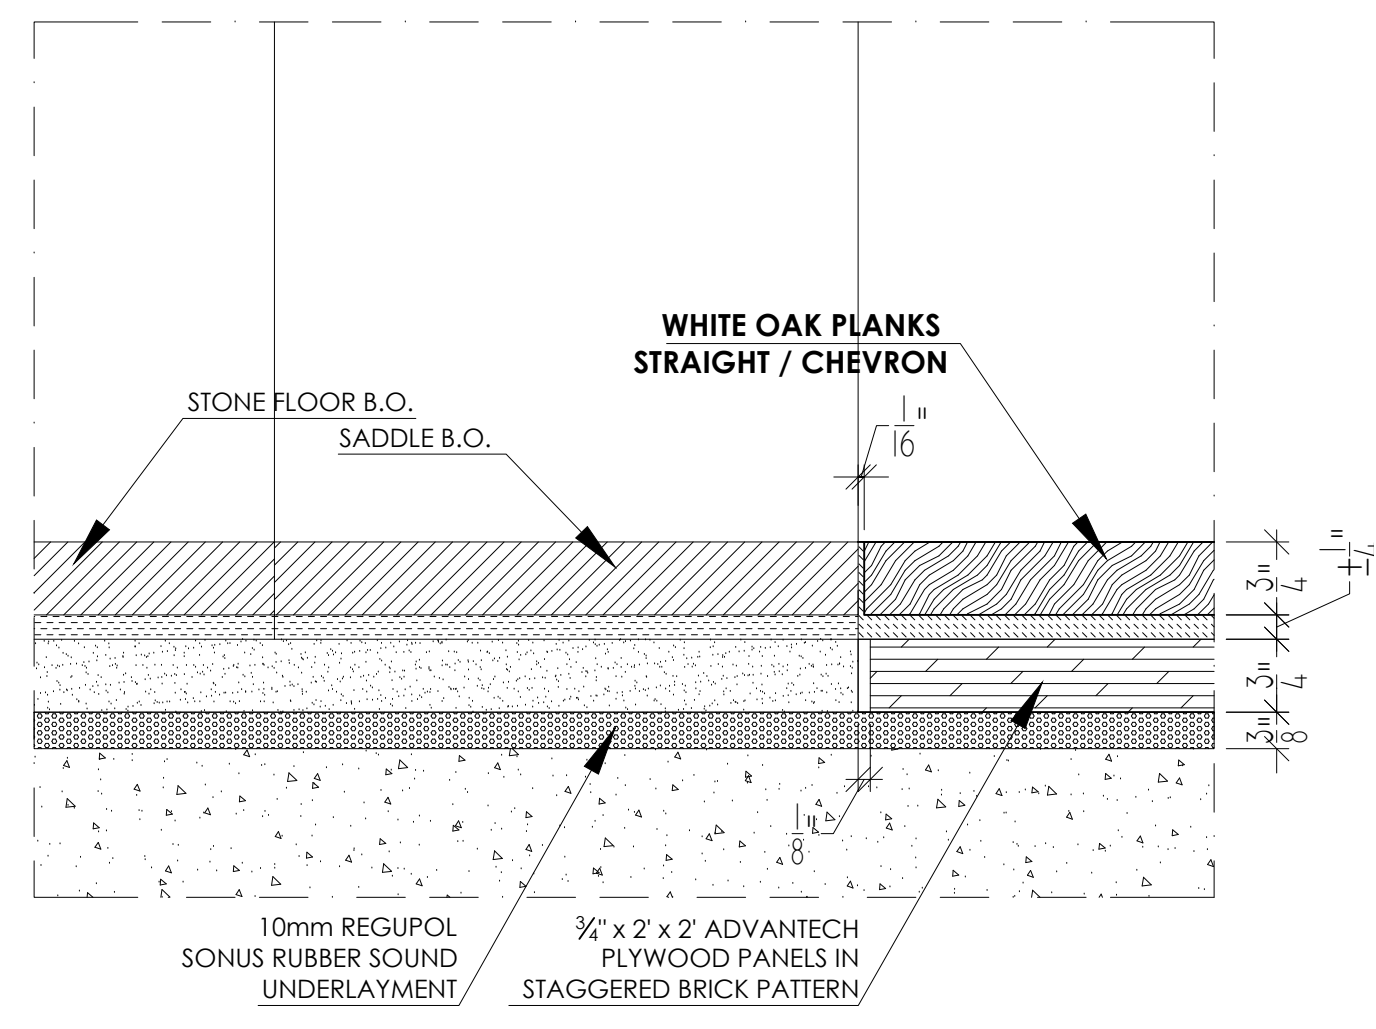 WHITE OAK PLANKS
STRAIGHT / CHEVRON
STONE FLOOR B.O.
SADDLE B.O.
1/16"
3/4"
1/4"
3/4"
3/8"
1/8"
10mm REGUPOL
SONUS RUBBER SOUND
UNDERLAYMENT
¾" x 2' x 2' ADVANTECH
PLYWOOD PANELS IN
STAGGERED BRICK PATTERN